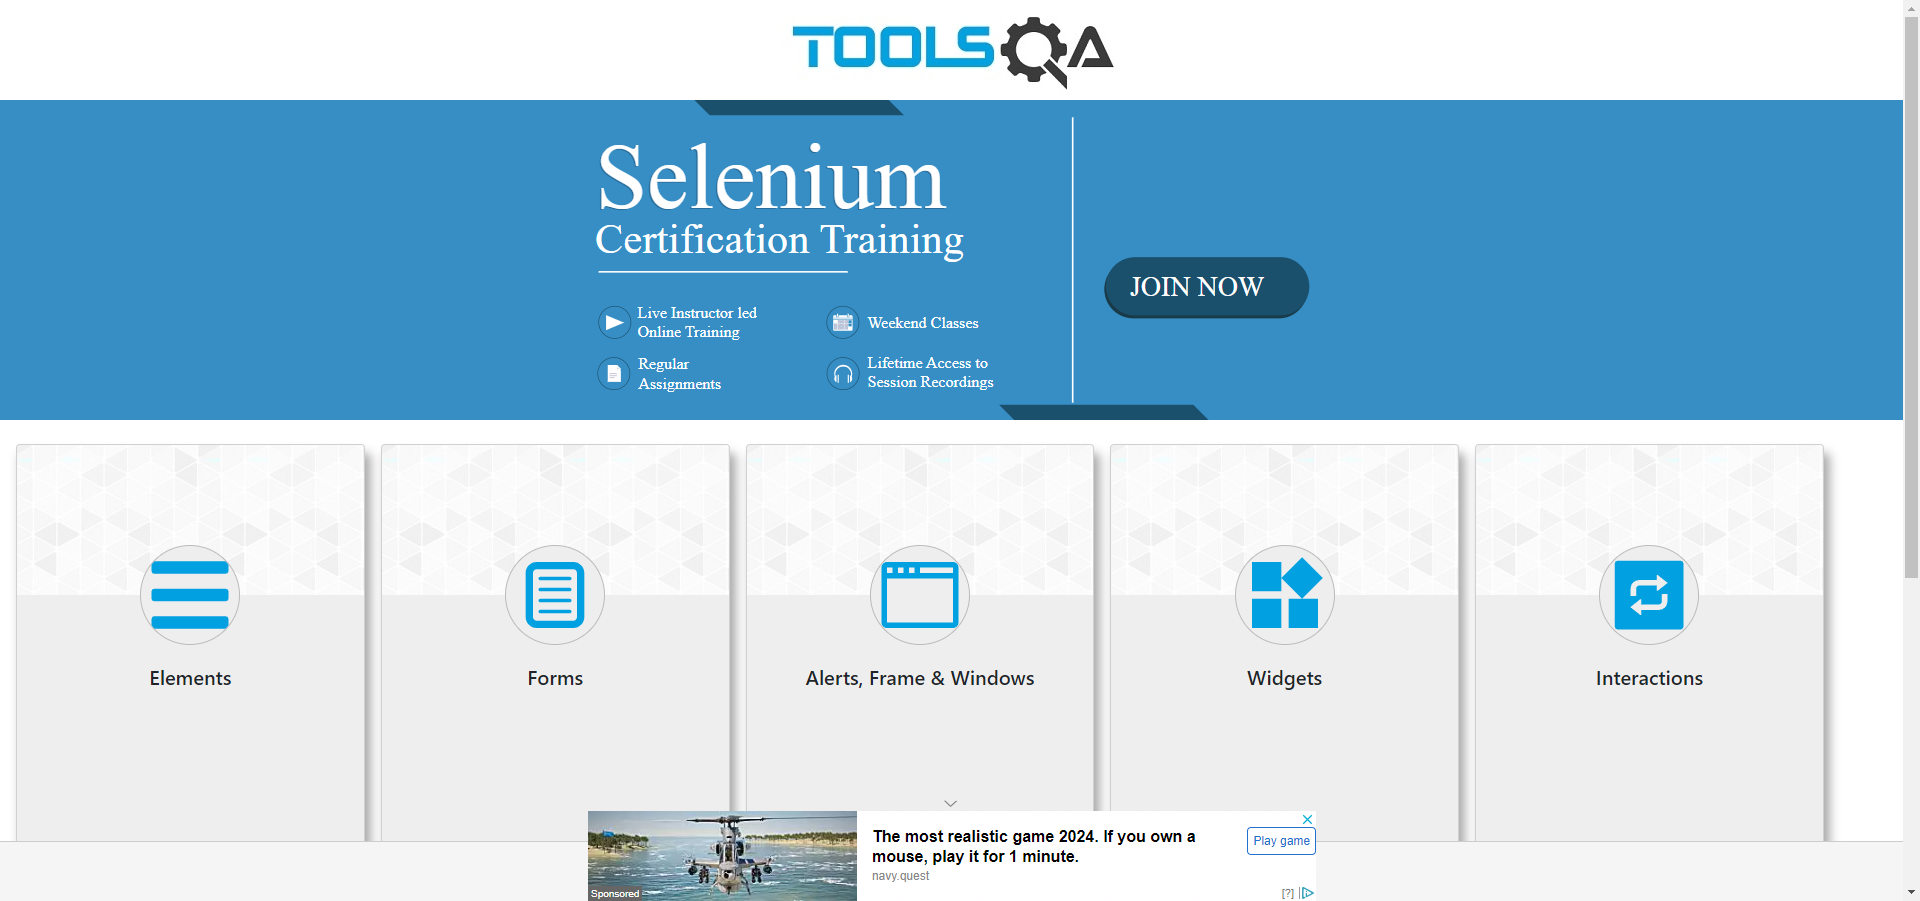 TOOLSQA
Selenium
Certification Training
Live Instructor led
Online Training
Weekend Classes
Regular
Assignments
Lifetime Access to
Session Recordings
JOIN NOW
Elements
Forms
Alerts, Frame & Windows
Widgets
Interactions
Sponsored
The most realistic game 2024. If you own a
mouse, play it for 1 minute.
navy.quest
Play game
[?]